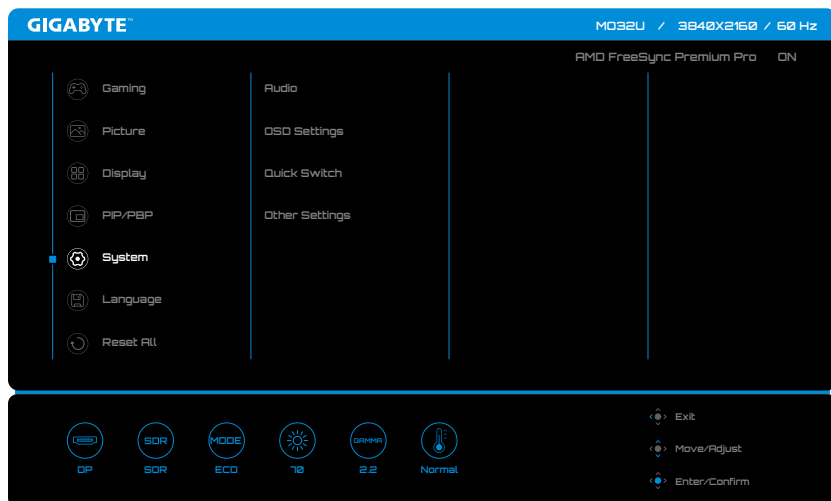 GIGABYTE™
MO32U / 3840X2160 / 60 Hz
AMD FreeSync Premium Pro ON
Gaming
Picture
Display
PIP/PBP
System
Language
Reset All
Audio
OSD Settings
Quick Switch
Other Settings
SDR
MODE
GAMMA
DP
SDR
ECO
70
2.2
Normal
Exit
Move/Adjust
Enter/Confirm